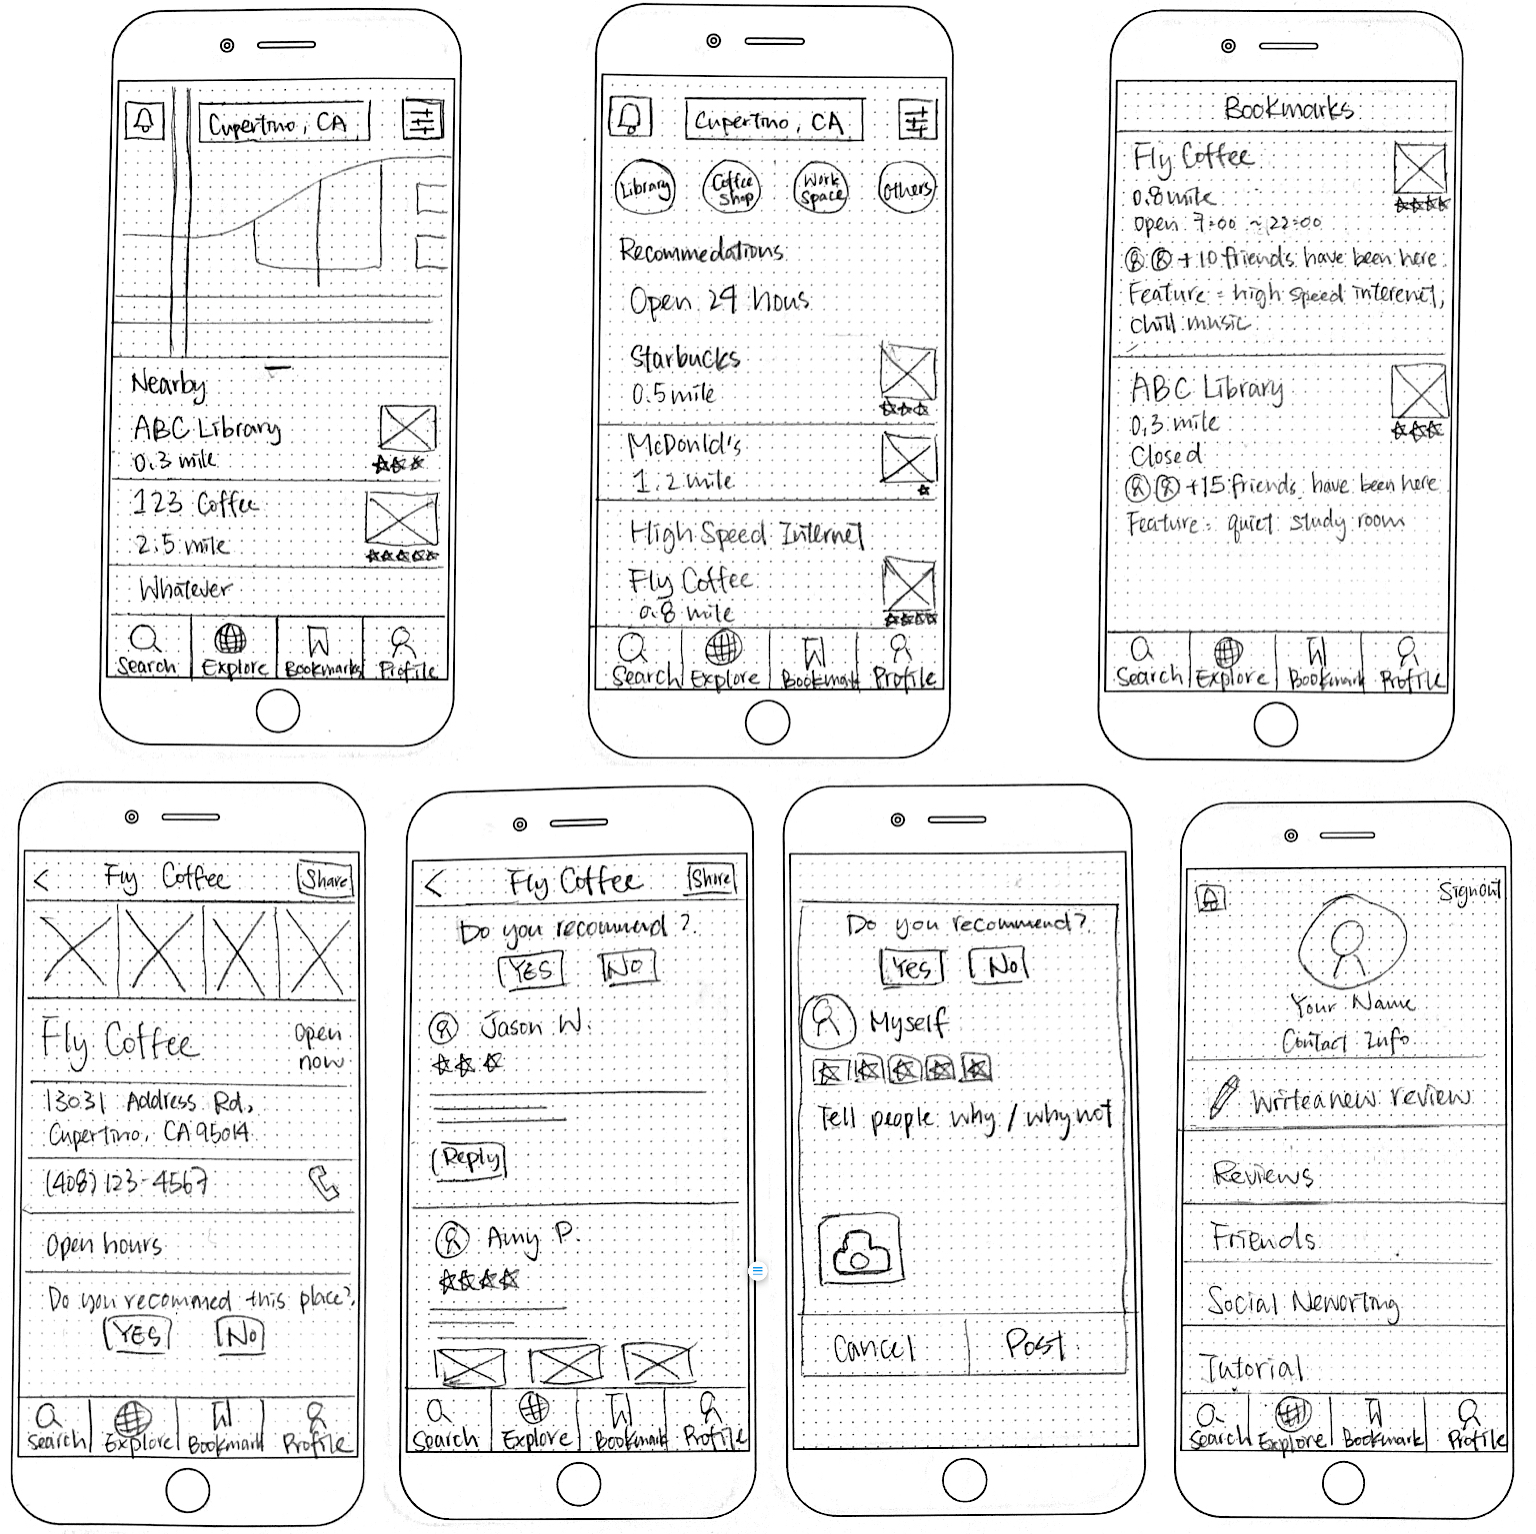 Cupertino, CA
Nearby
ABC Library
0.3 mile
123 Coffee
2.5 mile
Whatever
Search
Explore
Bookmarks
Profile
Cupertino, CA
Library
Coffee
Shop
Work
Space
Others
Recommedations
Open 24 hous
Starbucks
0.5 mile
McDonld's
1.2 mile
High Speed Internet
Fly Coffee
0.8 mile
Search
Explore
Bookmark
Profile
Bookmarks
Fly Coffee
0.8 mile
Open 7:00 ~ 22:00
+10 friends have been here
Feature: high speed interenet,
chill music
ABC Library
0.3 mile
Closed
+15 friends have been here
Feature: quiet study room
Search
Explore
Bookmark
Profile
< Fly Coffee Share
Fly Coffee
Open
now
13031 Address Rd,
Cupertino, CA 95014
(408) 123-4567
Open hours
Do you recommed this place?
YES NO
Search
Explore
Bookmark
Profile
< Fly Coffee Share
Do you recommend?
YES NO
Jason W.
Reply
Amy P.
Search
Explore
Bookmark
Profile
Do you recommend?
Yes No
Myself
Tell people why / why not
Cancel Post
Sign out
Your Name
Contact Info
Write a new review
Reviews
Friends
Social Neworting
Tutorial
Search
Explore
Bookmark
Profile